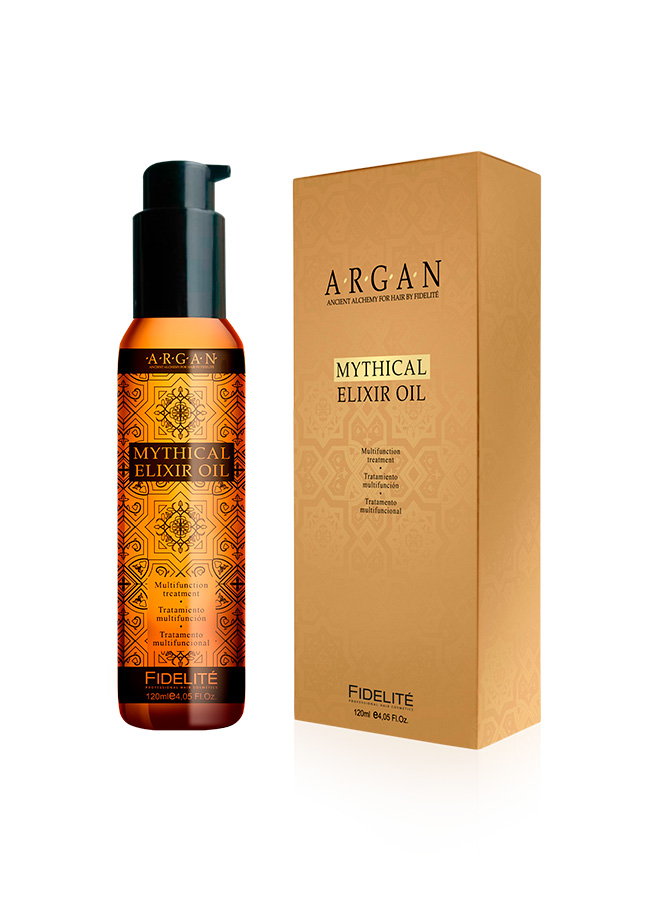 A·R·G·A·N
ANCIENT ALCHEMY FOR HAIR BY FIDELITÉ
MYTHICAL
ELIXIR OIL
Multifunction
treatment
•
Tratamiento
multifunción
•
Tratamento
multifuncional
FIDELITÉ
PROFESSIONAL HAIR COSMETICS
120ml e4,05 Fl.Oz.
A·R·G·A·N
ANCIENT ALCHEMY FOR HAIR BY FIDELITÉ
MYTHICAL
ELIXIR OIL
Multifunction
treatment
•
Tratamiento
multifunción
•
Tratamento
multifuncional
FIDELITÉ
PROFESSIONAL HAIR COSMETICS
120ml e4,05 Fl.Oz.